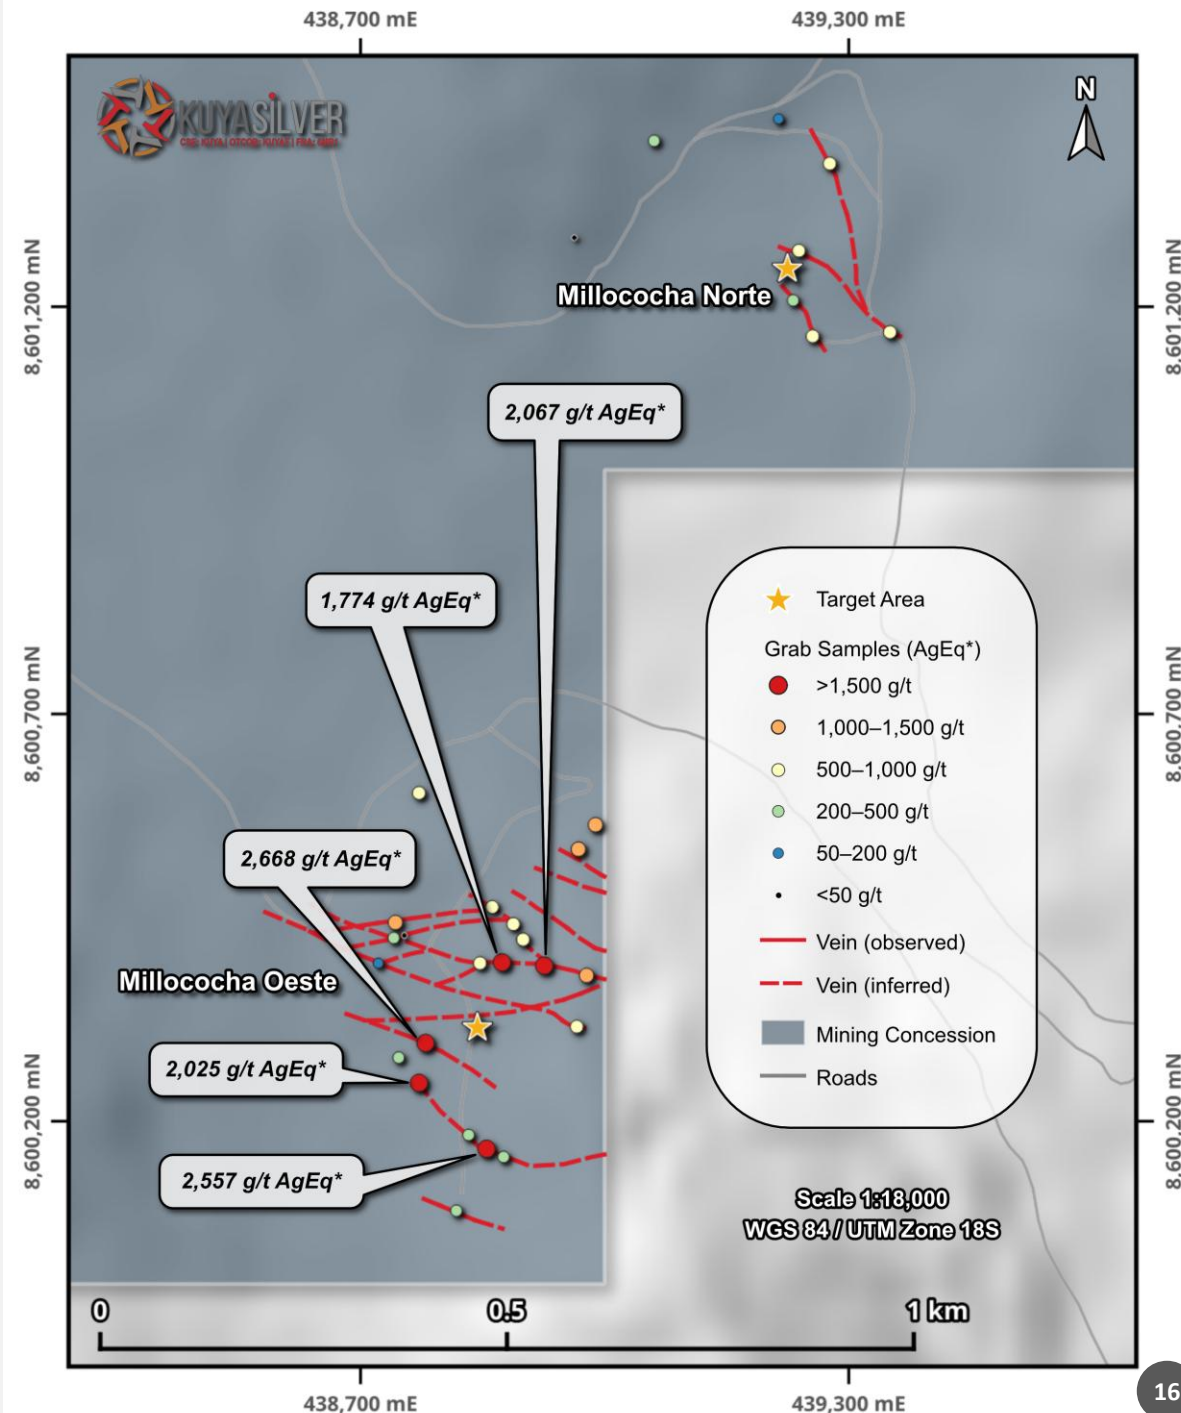 438,700 mE
439,300 mE
KUYASILVER
N
8,601,200 mN
8,601,200 mN
Millococha Norte
2,067 g/t AgEq*
1,774 g/t AgEq*
Target Area
Grab Samples (AgEq*)
>1,500 g/t
1,000–1,500 g/t
500–1,000 g/t
200–500 g/t
50–200 g/t
<50 g/t
Vein (observed)
Vein (inferred)
Mining Concession
Roads
8,600,700 mN
8,600,700 mN
2,668 g/t AgEq*
Millococha Oeste
2,025 g/t AgEq*
2,557 g/t AgEq*
8,600,200 mN
8,600,200 mN
Scale 1:18,000
WGS 84 / UTM Zone 18S
0
0.5
1 km
438,700 mE
439,300 mE
16